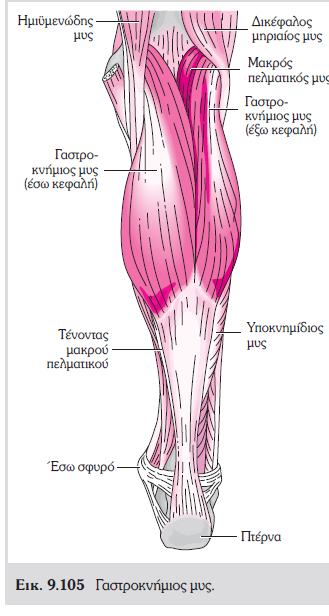 Ημιϋμενώδης
μυς
Δικέφαλος
μηριαίος μυς
Μακρός
πελματικός μυς
Γαστρο-
κνήμιος μυς
(έξω κεφαλή)
Γαστρο-
κνήμιος μυς
(έσω κεφαλή)
Τένοντας
μακρού
πελματικού
Υποκνημίδιος
μυς
Έσω σφυρό
Πτέρνα
Εικ. 9.105 Γαστροκνήμιος μυς.